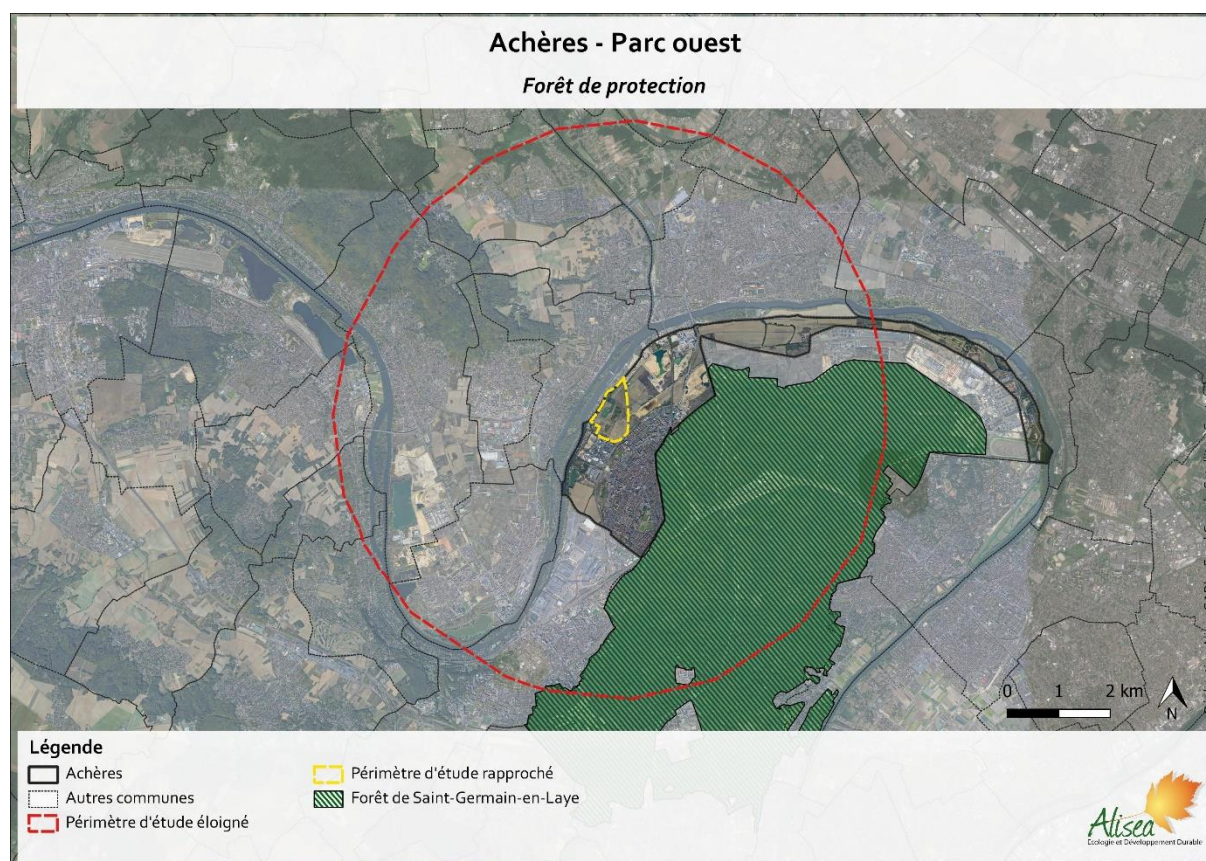 Achères - Parc ouest
Forêt de protection
0 1 2 km
N
Légende
Achères
Autres communes
Périmètre d'étude éloigné
Périmètre d'étude rapproché
Forêt de Saint-Germain-en-Laye
Alisea
Ecologie et Développement Durable